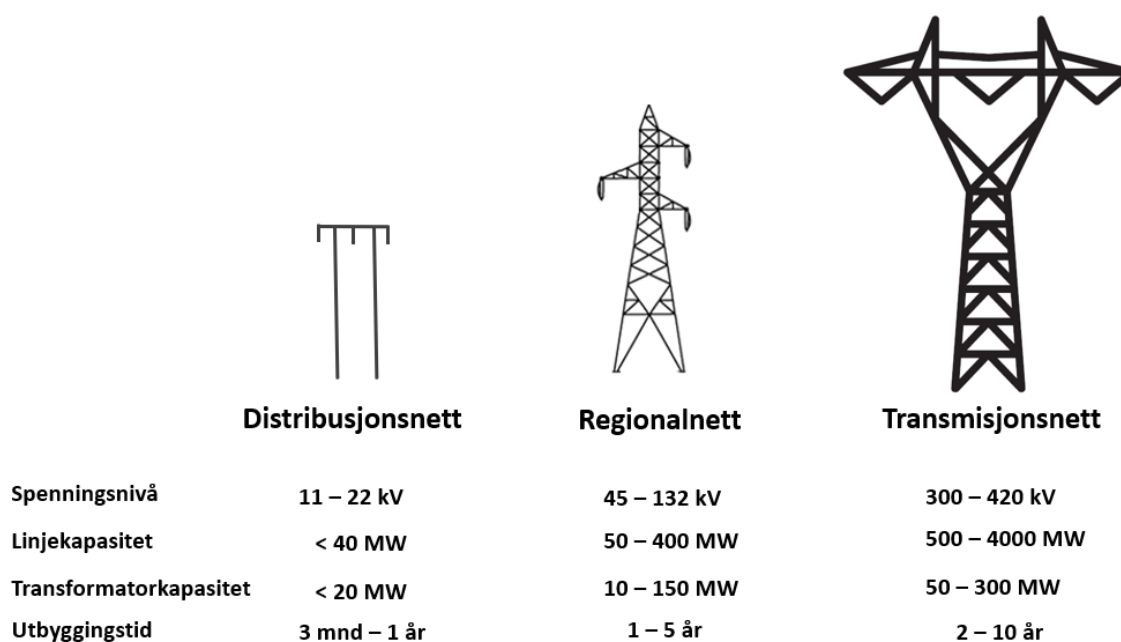 Distribusjonsnett Regionalnett Transmisjonsnett
Spenningsnivå 11 – 22 kV 45 – 132 kV 300 – 420 kV
Linjekapasitet < 40 MW 50 – 400 MW 500 – 4000 MW
Transformatorkapasitet < 20 MW 10 – 150 MW 50 – 300 MW
Utbyggingstid 3 mnd – 1 år 1 – 5 år 2 – 10 år